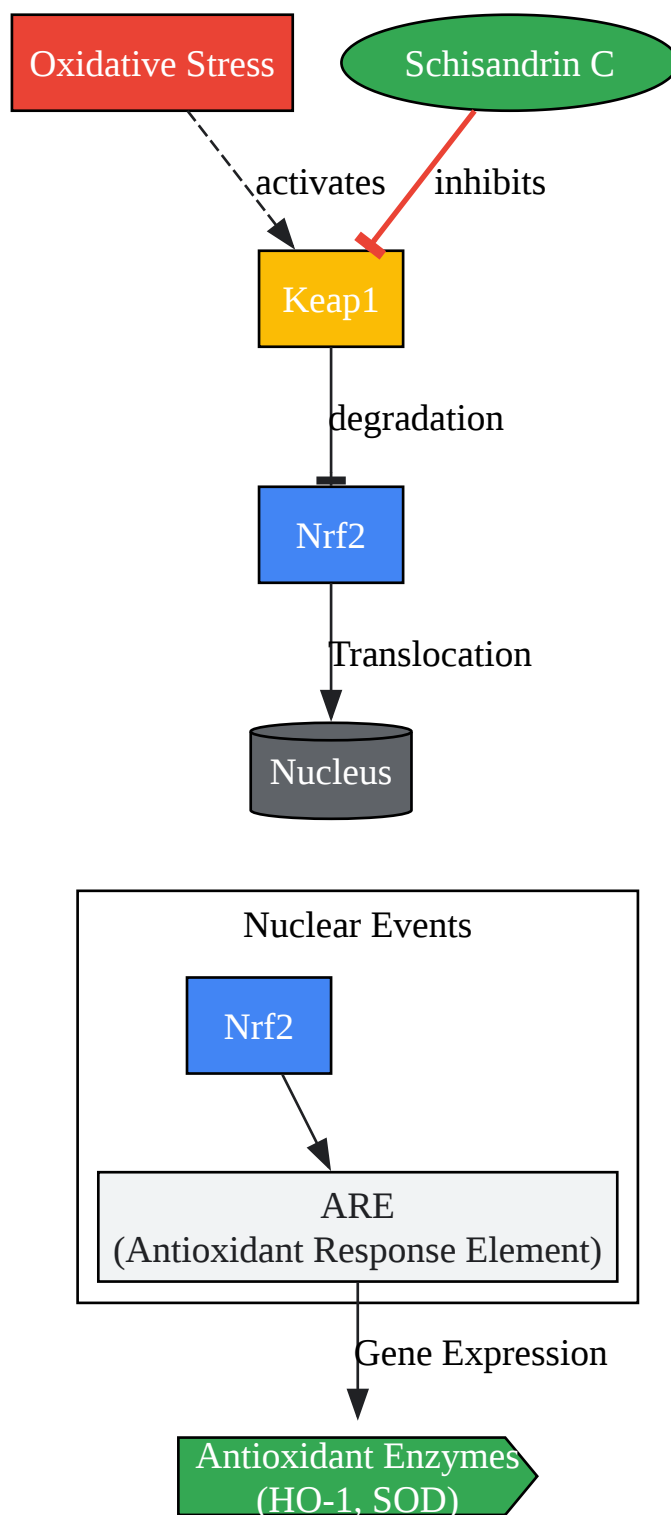 Oxidative Stress
Schisandrin C
activates
inhibits
Keap1
degradation
Nrf2
Translocation
Nucleus
Nuclear Events
Nrf2
ARE
(Antioxidant Response Element)
Gene Expression
Antioxidant Enzymes
(HO-1, SOD)